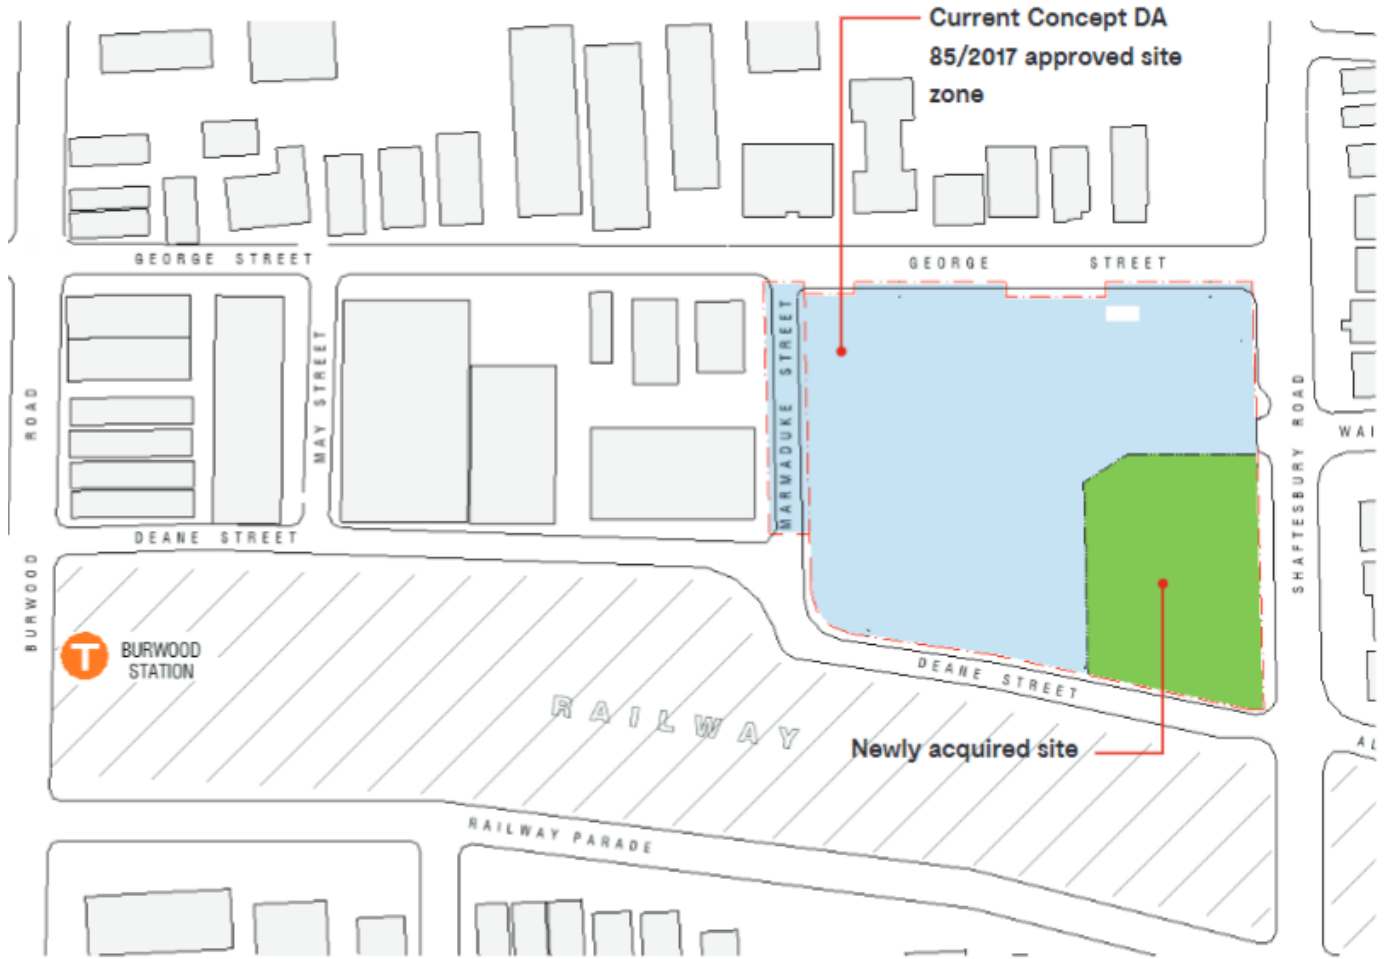 Current Concept DA
85/2017 approved site
zone
GEORGE STREET
GEORGE STREET
MAY STREET
MARMADUKE STREET
ROAD
SHAFTESBURY ROAD
WAI
DEANE STREET
BURWOOD
T
BURWOOD
STATION
DEANE STREET
RAILWAY
Newly acquired site
AL
RAILWAY PARADE